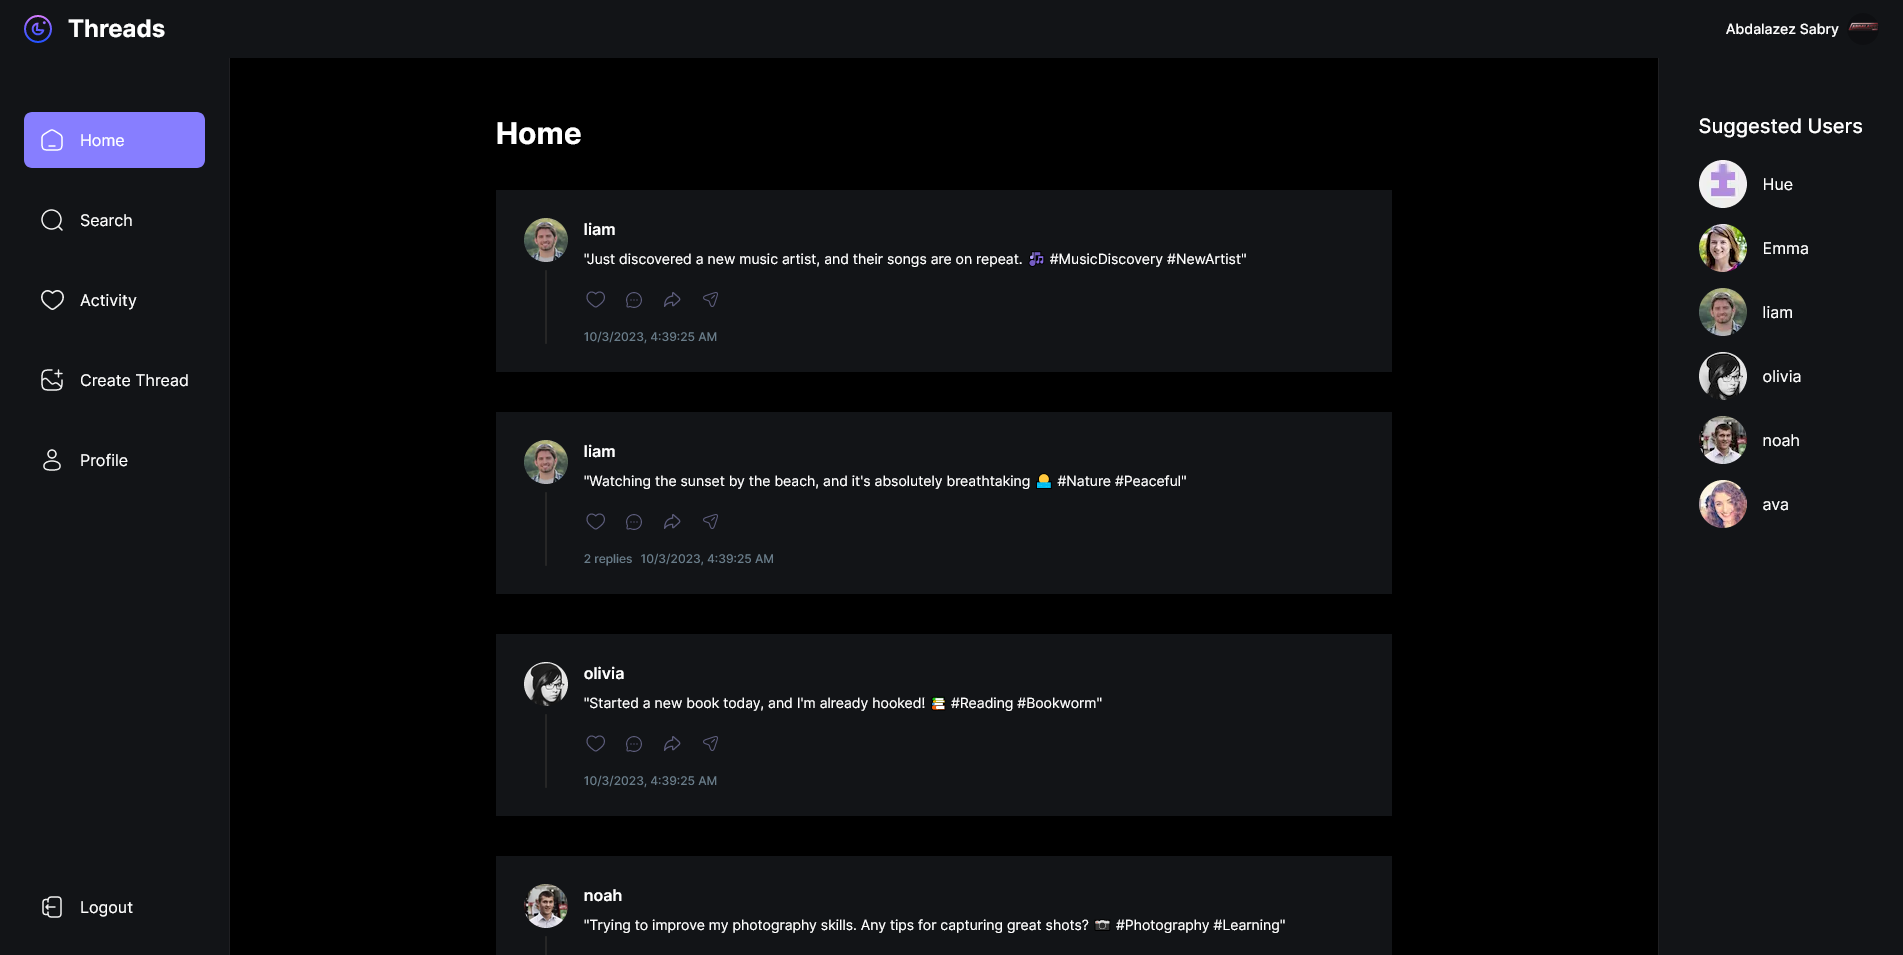 Threads
Abdalazez Sabry
Home
Search
Activity
Create Thread
Profile
Logout
Home
liam
"Just discovered a new music artist, and their songs are on repeat. 🎶 #MusicDiscovery #NewArtist"
10/3/2023, 4:39:25 AM
liam
"Watching the sunset by the beach, and it's absolutely breathtaking 🌅 #Nature #Peaceful"
2 replies 10/3/2023, 4:39:25 AM
olivia
"Started a new book today, and I'm already hooked! 📚 #Reading #Bookworm"
10/3/2023, 4:39:25 AM
noah
"Trying to improve my photography skills. Any tips for capturing great shots? 📷 #Photography #Learning"
Suggested Users
Hue
Emma
liam
olivia
noah
ava